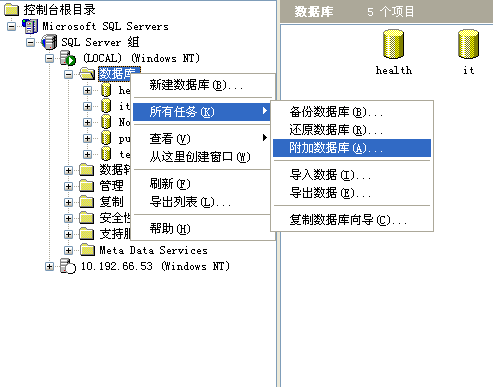 控制台根目录
Microsoft SQL Servers
SQL Server 组
(LOCAL) (Windows NT)
数据库
he
it
No
pu
te
数据转
管理
复制
安全性
支持服
Meta Data Services
10.192.66.53 (Windows NT)
新建数据库(B)...
所有任务(K)
查看(V)
从这里创建窗口(W)
刷新(F)
导出列表(L)...
帮助(H)
备份数据库(B)...
还原数据库(R)...
附加数据库(A)...
导入数据(I)...
导出数据(E)...
复制数据库向导(C)...
数据库 5 个项目
health
it